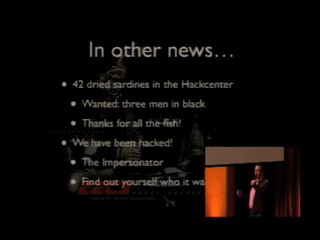 In other news...
42 dried sardines in the Hackcenter
Wanted: three men in black
Thanks for all the fish!
We have been hacked!
The Impersonator
Find out yourself who it wa